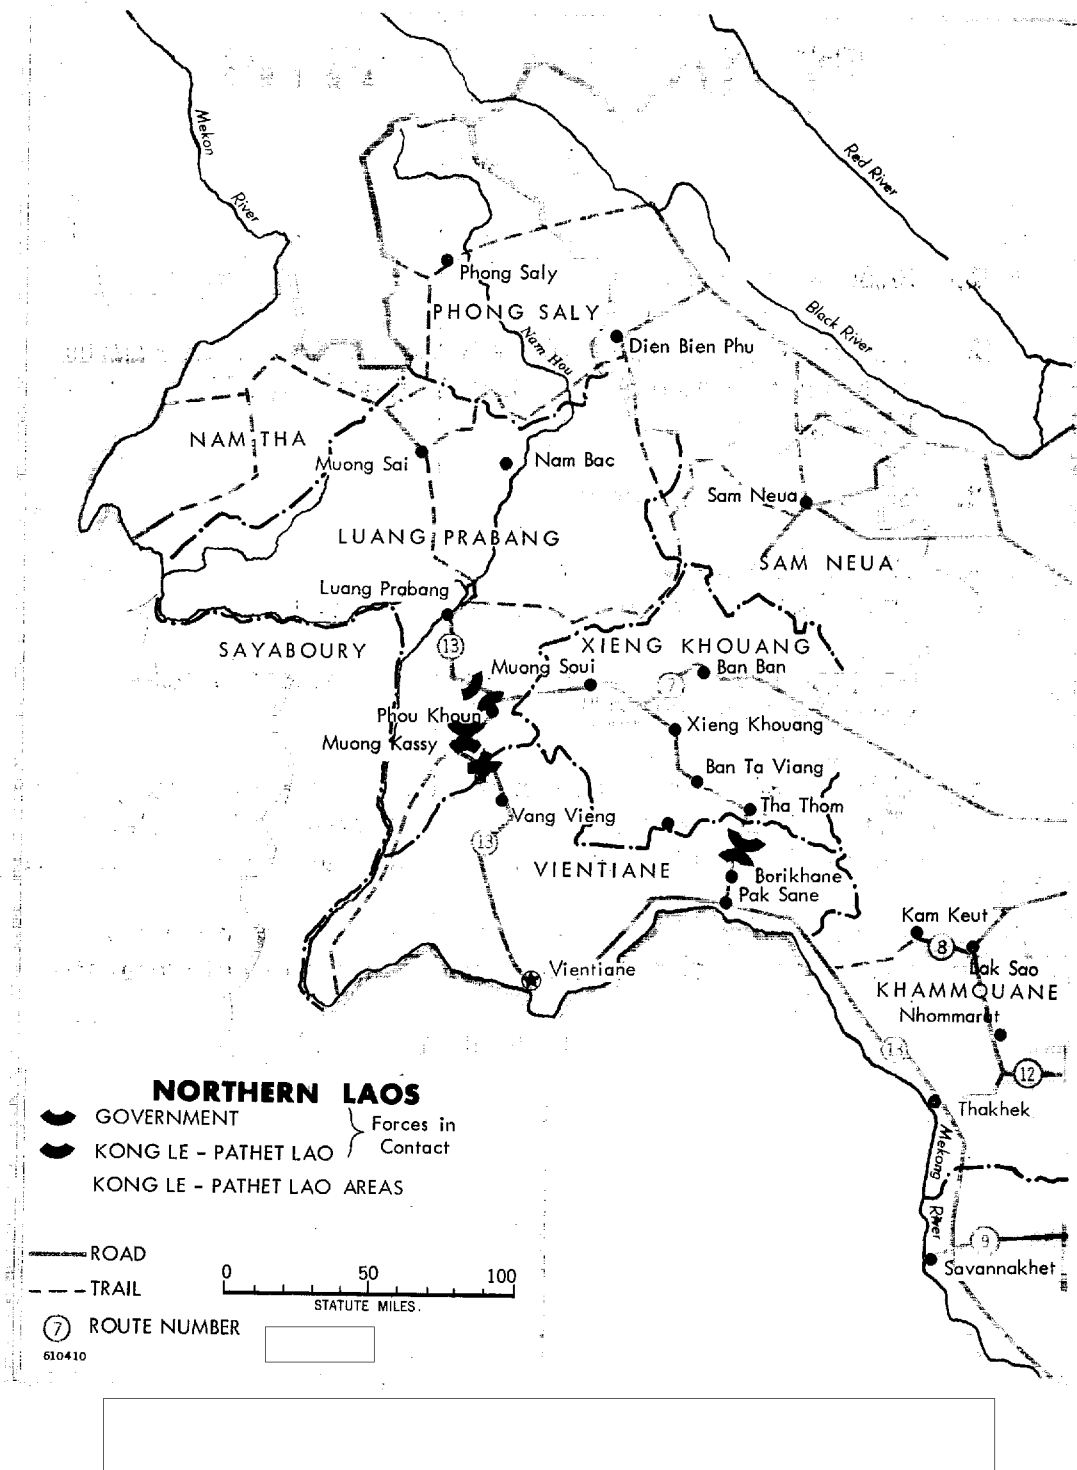 Mekon
River
Red River
Phong Saly
PHONG SALY
Nam Hou
Dien Bien Phu
Black River
NAM THA
Muong Sai
Nam Bac
Sam Neua
LUANG PRABANG
SAM NEUA
Luang Prabang
SAYABOURY
13
XIENG KHOUANG
Muong Soui
Ban Ban
7
Phou Khoun
Xieng Khouang
Muong Kassy
Ban Ta Viang
Tha Thom
Vang Vieng
13
VIENTIANE
Borikhane
Pak Sane
Kam Keut
8
Lak Sao
Vientiane
KHAMMOUANE
Nhommarat
13
12
Thakhek
Mekong
River
9
Savannakhet
NORTHERN LAOS
GOVERNMENT
KONG LE - PATHET LAO
Forces in
Contact
KONG LE - PATHET LAO AREAS
ROAD
TRAIL
7 ROUTE NUMBER
610410
0 50 100
STATUTE MILES.